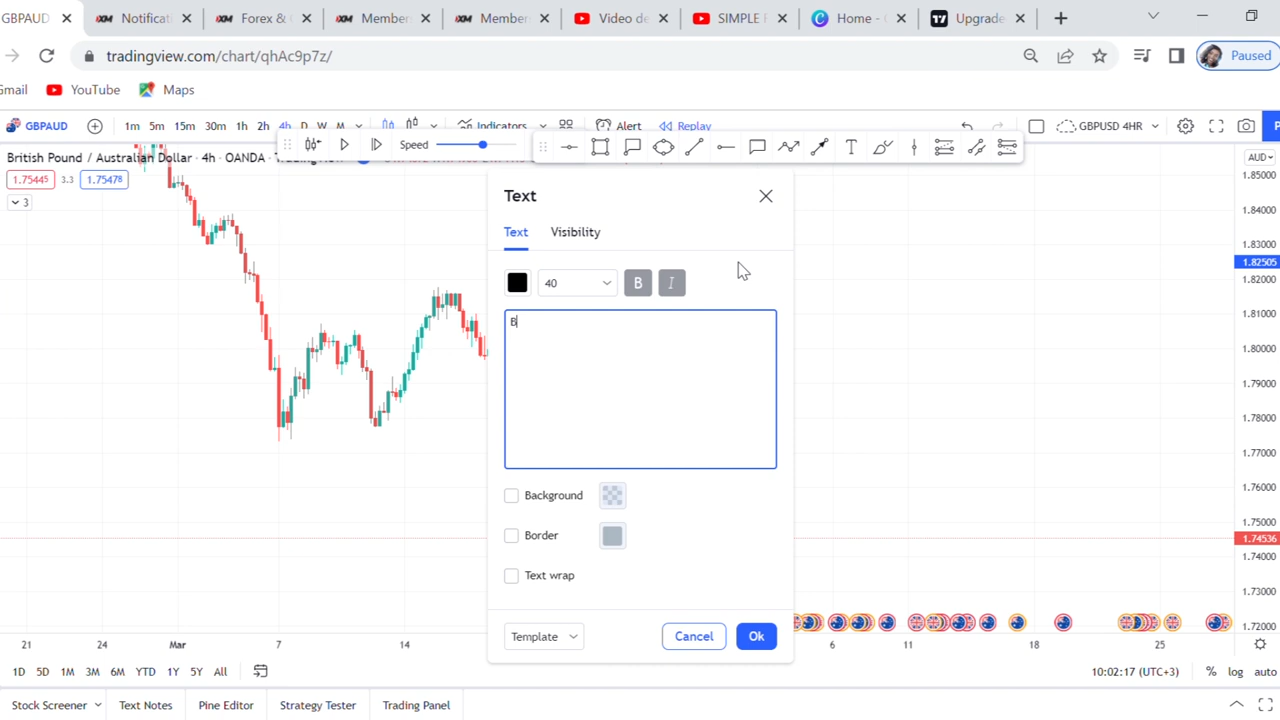 GBPAUD
Notificati
Forex &
Member
Member
Video de
SIMPLE F
Home -
Upgrade
tradingview.com/chart/qhAc9p7z/
Paused
Gmail
YouTube
Maps
GBPAUD
1m 5m 15m 30m 1h 2h 4h D W M
Indicators
Alert
Replay
GBPUSD 4HR
British Pound / Australian Dollar · 4h · OANDA ·
Speed
AUD
1.75445
3.3
1.75478
3
Text
Text
Visibility
40
B
I
B
Background
Border
Text wrap
Template
Cancel
Ok
1.85000
1.84000
1.83000
1.82505
1.82000
1.81000
1.80000
1.79000
1.78000
1.77000
1.76000
1.75000
1.74536
1.74000
1.73000
1.72000
21 24 Mar 7 14 6 11 18 25
1D 5D 1M 3M 6M YTD 1Y 5Y All
10:02:17 (UTC+3)
% log auto
Stock Screener
Text Notes
Pine Editor
Strategy Tester
Trading Panel